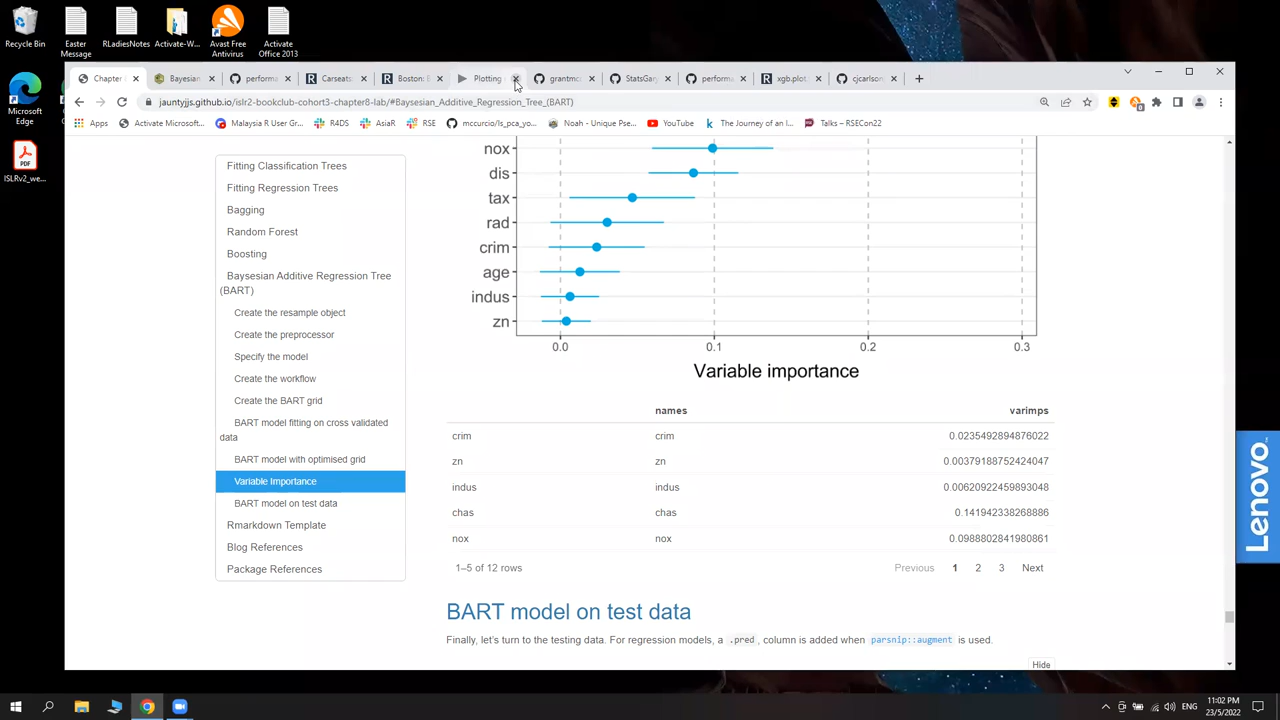 Recycle Bin
Easter Message
RLadiesNotes
Activate-W...
Avast Free Antivirus
Activate Office 2013
Microsoft Edge
ISLRv2_we...
Chapter
Bayesian
performa
Carseats:
Boston: B
Plotting
grantmc
StatsGar
performa
xgb.plot.
cjcarlson
jauntyjjs.github.io/islr2-bookclub-cohort3-chapter8-lab/#Baysesian_Additive_Regression_Tree_(BART)
Apps
Activate Microsoft...
Malaysia R User Gr...
R4DS
AsiaR
RSE
mccurcio/ls_pca_yo...
Noah - Unique Pse...
YouTube
The Journey of an I...
Talks – RSECon22
Fitting Classification Trees
Fitting Regression Trees
Bagging
Random Forest
Boosting
Baysesian Additive Regression Tree
(BART)
Create the resample object
Create the preprocessor
Specify the model
Create the workflow
Create the BART grid
BART model fitting on cross validated
data
BART model with optimised grid
Variable Importance
BART model on test data
Rmarkdown Template
Blog References
Package References
nox
dis
tax
rad
crim
age
indus
zn
0.0 0.1 0.2 0.3
Variable importance
names varimps
crim crim 0.0235492894876022
zn zn 0.00379188752424047
indus indus 0.00620922459893048
chas chas 0.141942338268886
nox nox 0.0988802841980861
1–5 of 12 rows Previous 1 2 3 Next
BART model on test data
Finally, let’s turn to the testing data. For regression models, a .pred, column is added when parsnip::augment is used.
Hide
Lenovo
ENG
11:02 PM
23/5/2022